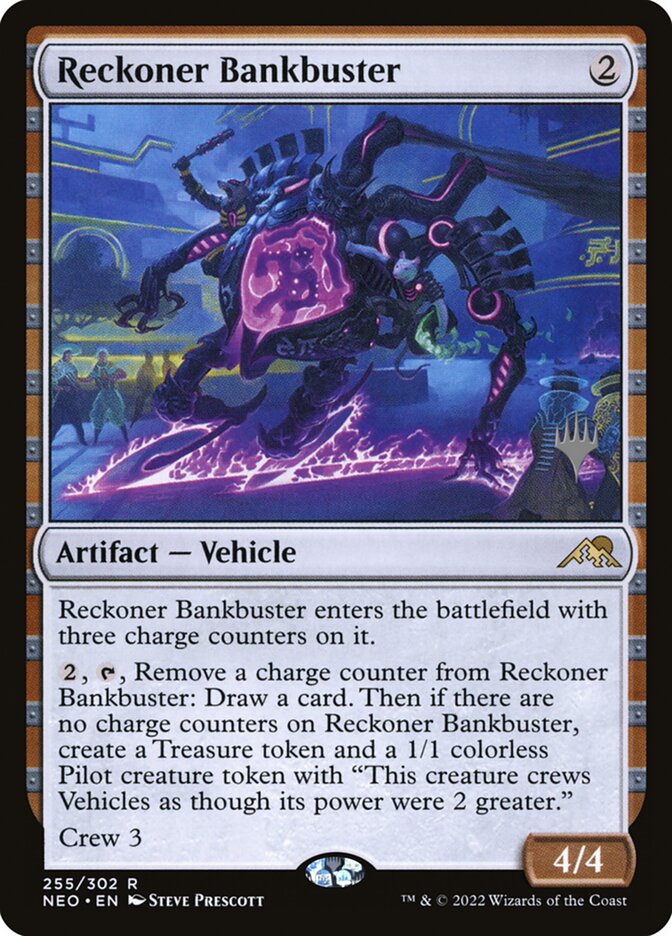 Reckoner Bankbuster 2
Artifact — Vehicle
Reckoner Bankbuster enters the battlefield with
three charge counters on it.
2, , Remove a charge counter from Reckoner
Bankbuster: Draw a card. Then if there are
no charge counters on Reckoner Bankbuster,
create a Treasure token and a 1/1 colorless
Pilot creature token with “This creature crews
Vehicles as though its power were 2 greater.”
Crew 3
4/4
255/302 R
NEO • EN Steve Prescott
™ & © 2022 Wizards of the Coast